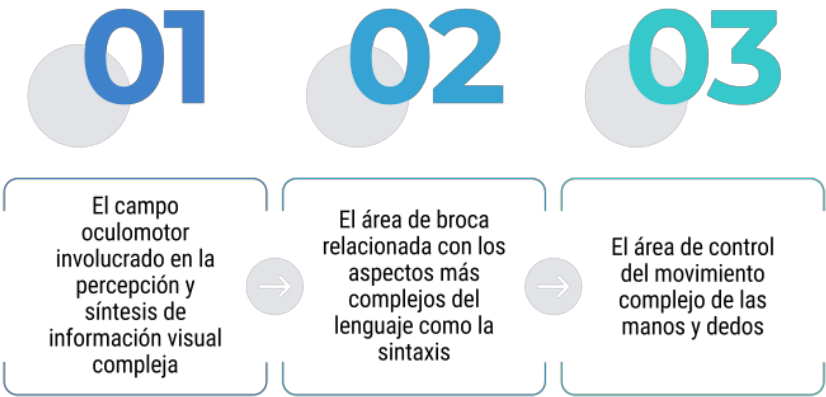 01
El campo
oculomotor
involucrado en la
percepción y
síntesis de
información visual
compleja
02
El área de broca
relacionada con los
aspectos más
complejos del
lenguaje como la
sintaxis
03
El área de control
del movimiento
complejo de las
manos y dedos